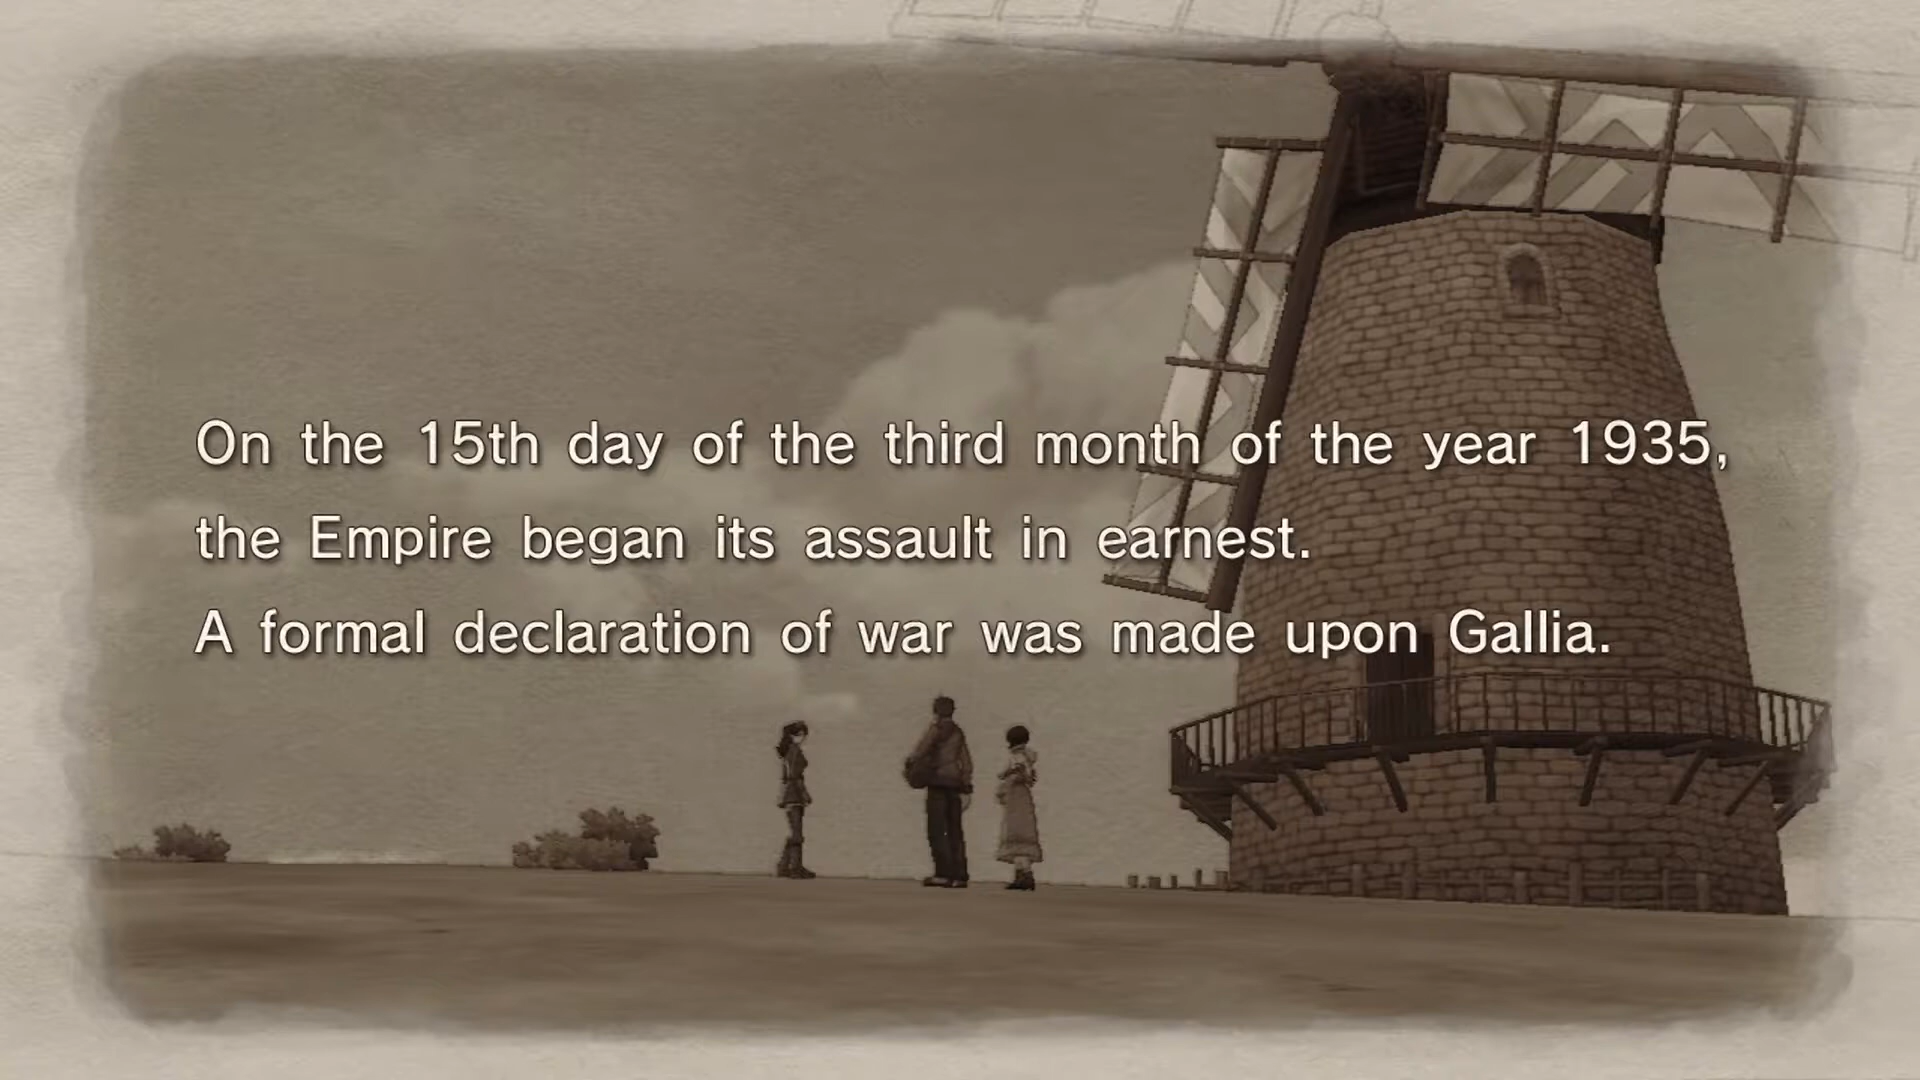 On the 15th day of the third month of the year 1935,
the Empire began its assault in earnest.
A formal declaration of war was made upon Gallia.